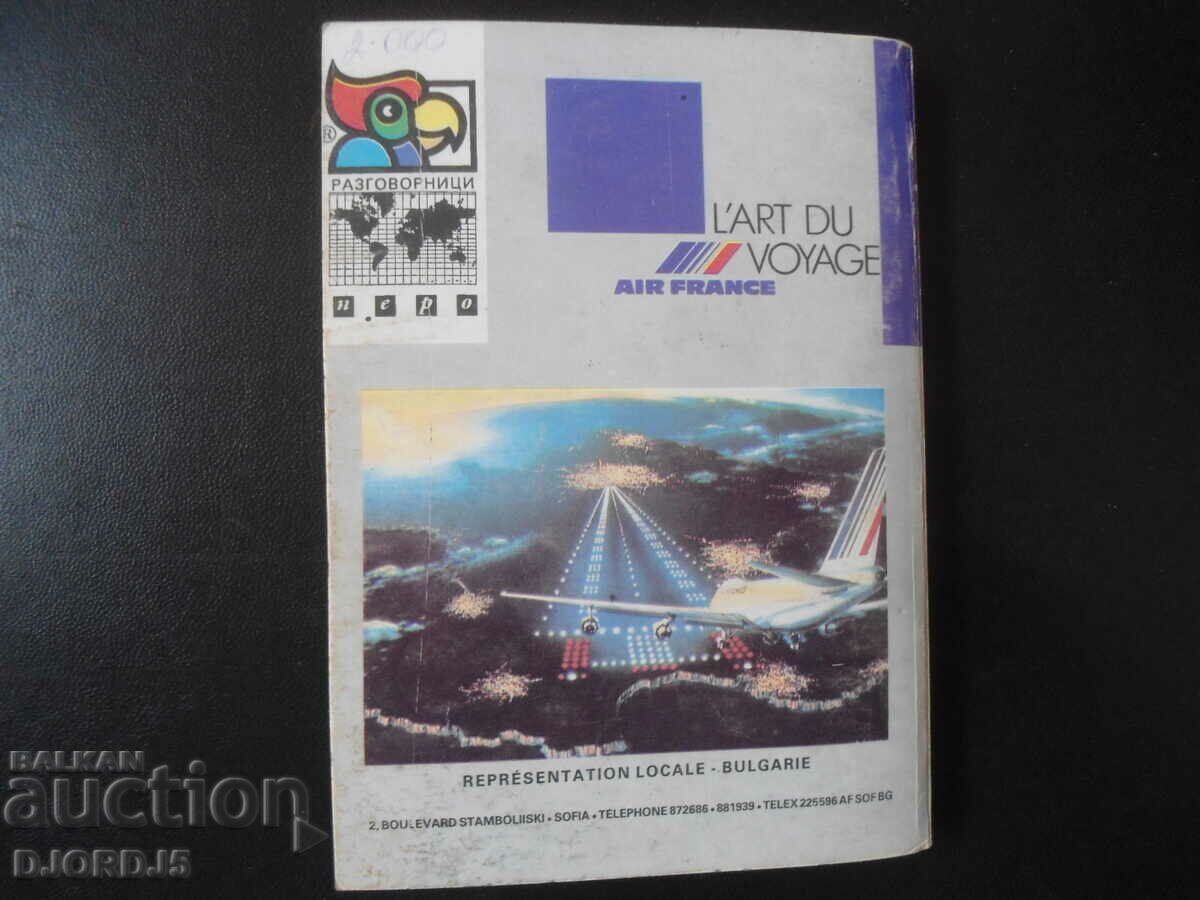 2.000
®
РАЗГОВОРНИЦИ
перо
L'ART DU
VOYAGE
AIR FRANCE
REPRÉSENTATION LOCALE - BULGARIE
2, BOULEVARD STAMBOLIISKI • SOFIA • TELEPHONE 872686 • 881939 • TELEX 225596 AF SOF BG
BALKAN
auction
DJORDJ5